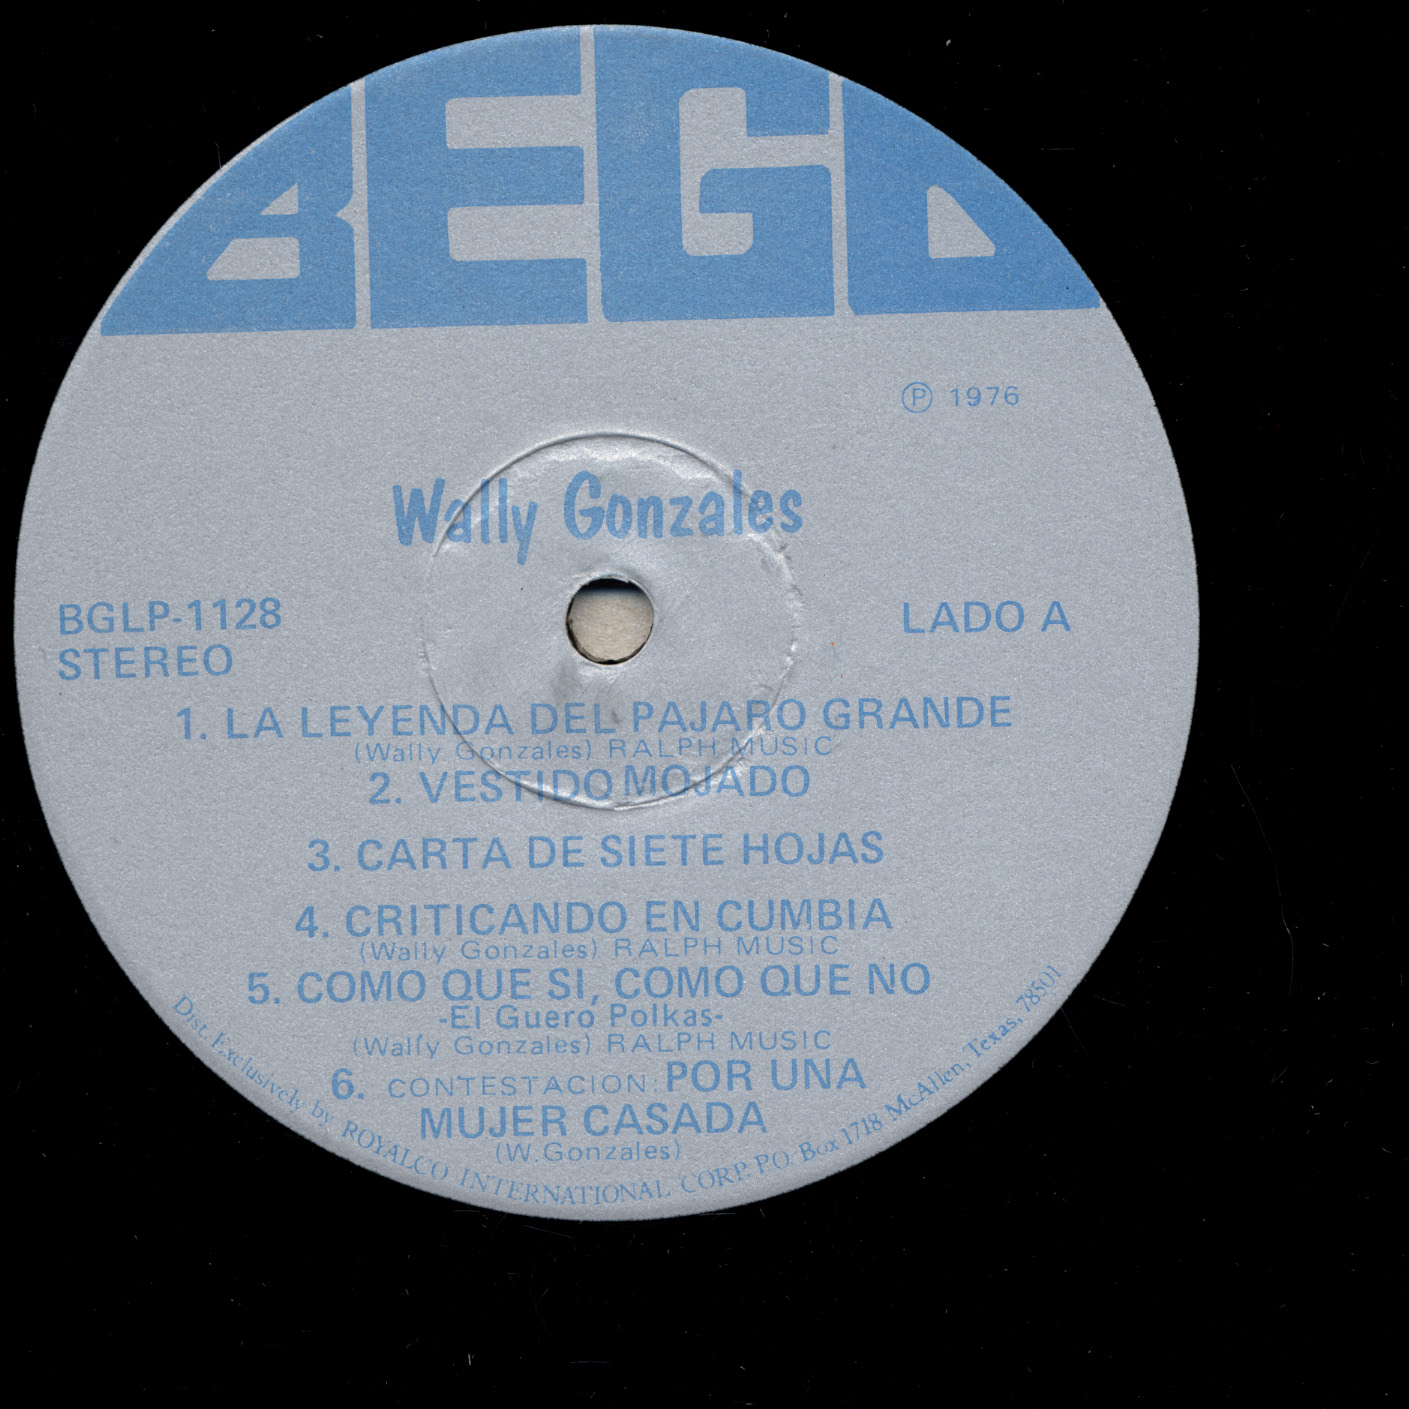 BEGO
Ⓟ 1976
Wally Gonzales
BGLP-1128
STEREO
LADO A
1. LA LEYENDA DEL PAJARO GRANDE
(Wally Gonzales) RALPH MUSIC
2. VESTIDO MOJADO
3. CARTA DE SIETE HOJAS
4. CRITICANDO EN CUMBIA
(Wally Gonzales) RALPH MUSIC
5. COMO QUE SI, COMO QUE NO
-El Guero Polkas-
(Wally Gonzales) RALPH MUSIC
6. CONTESTACION: POR UNA
MUJER CASADA
(W.Gonzales)
Dist. Exclusively by ROYALCO INTERNATIONAL CORP. P.O. Box 1718 McAllen, Texas, 78501